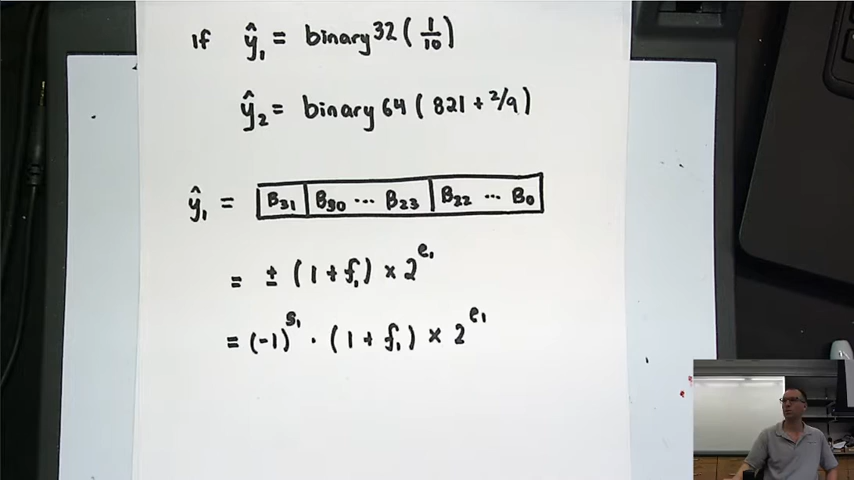 If ŷ₁ = binary32(1/10)
ŷ₂ = binary64(821 + 2/9)
ŷ₁ = B₃₁ B₃₀ ... B₂₃ B₂₂ ... B₀
= ± (1 + f₁) × 2^e₁
= (-1)^s₁ · (1 + f₁) × 2^e₁